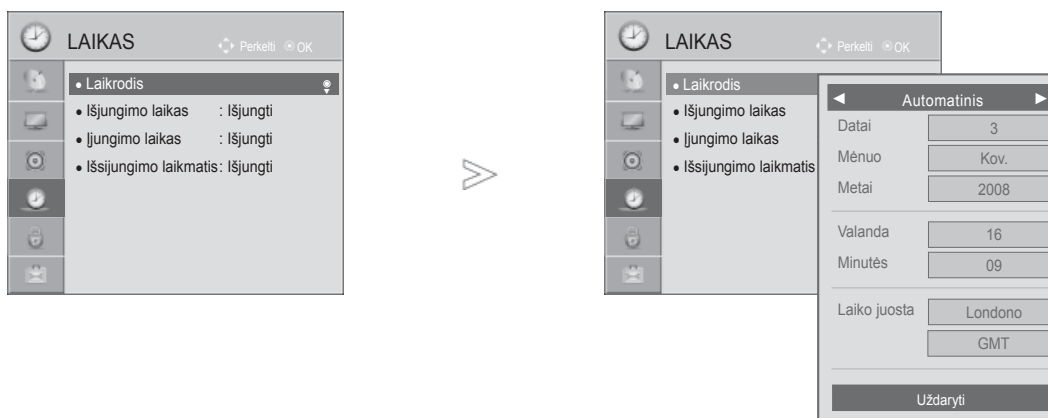 LAIKAS
Perkelti OK
• Laikrodis
• Išjungimo laikas : Išjungti
• Įjungimo laikas : Išjungti
• Išsijungimo laikmatis : Išjungti
LAIKAS
Perkelti OK
• Laikrodis
• Išjungimo laikas
• Įjungimo laikas
• Išsijungimo laikmatis
◄ Automatinis ►
Datai 3
Mėnuo Kov.
Metai 2008
Valanda 16
Minutės 09
Laiko juosta Londono
GMT
Uždaryti